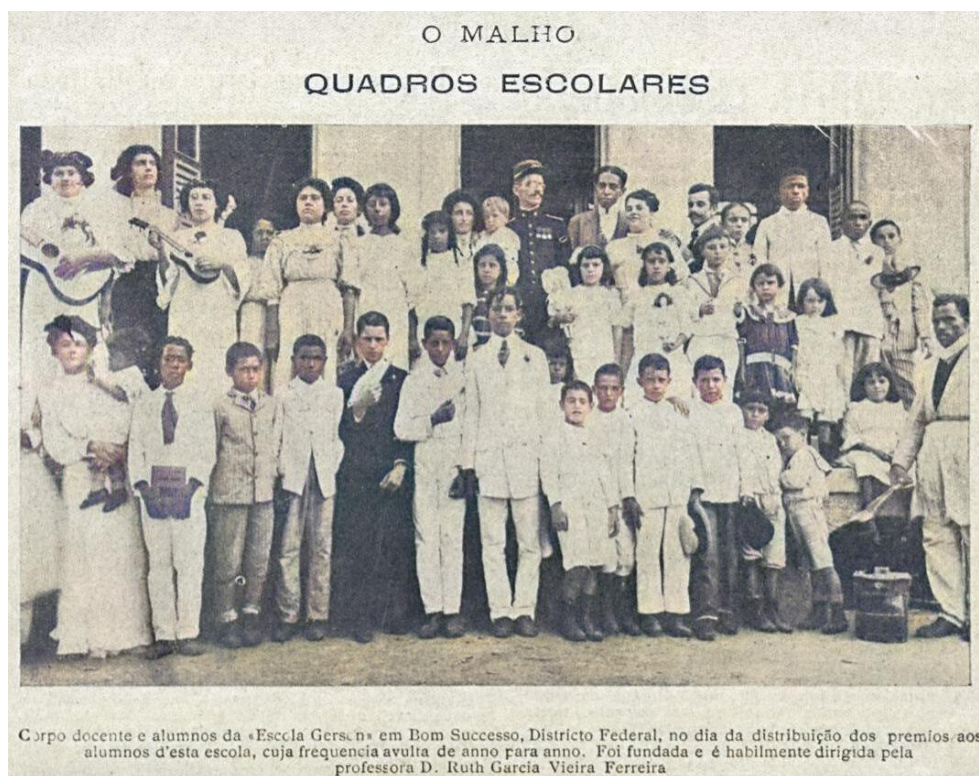 O MALHO
QUADROS ESCOLARES
Corpo docente e alumnos da «Escola Gerson» em Bom Successo, Districto Federal, no dia da distribuição dos premios aos
alumnos d'esta escola, cuja frequencia avulta de anno para anno. Foi fundada e é habilmente dirigida pela
professora D. Ruth Garcia Vieira Ferreira